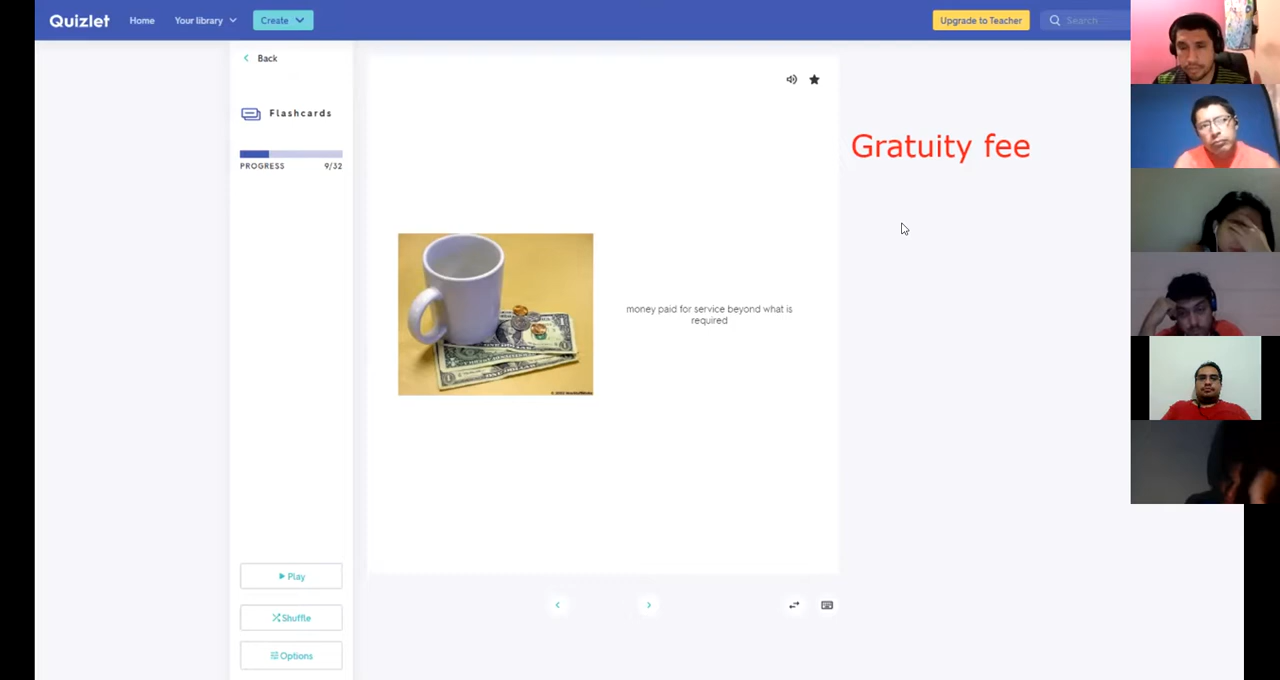 Quizlet
Home
Your library
Create
Upgrade to Teacher
Search
Back
Flashcards
PROGRESS
9/32
Gratuity fee
money paid for service beyond what is
required
Play
Shuffle
Options